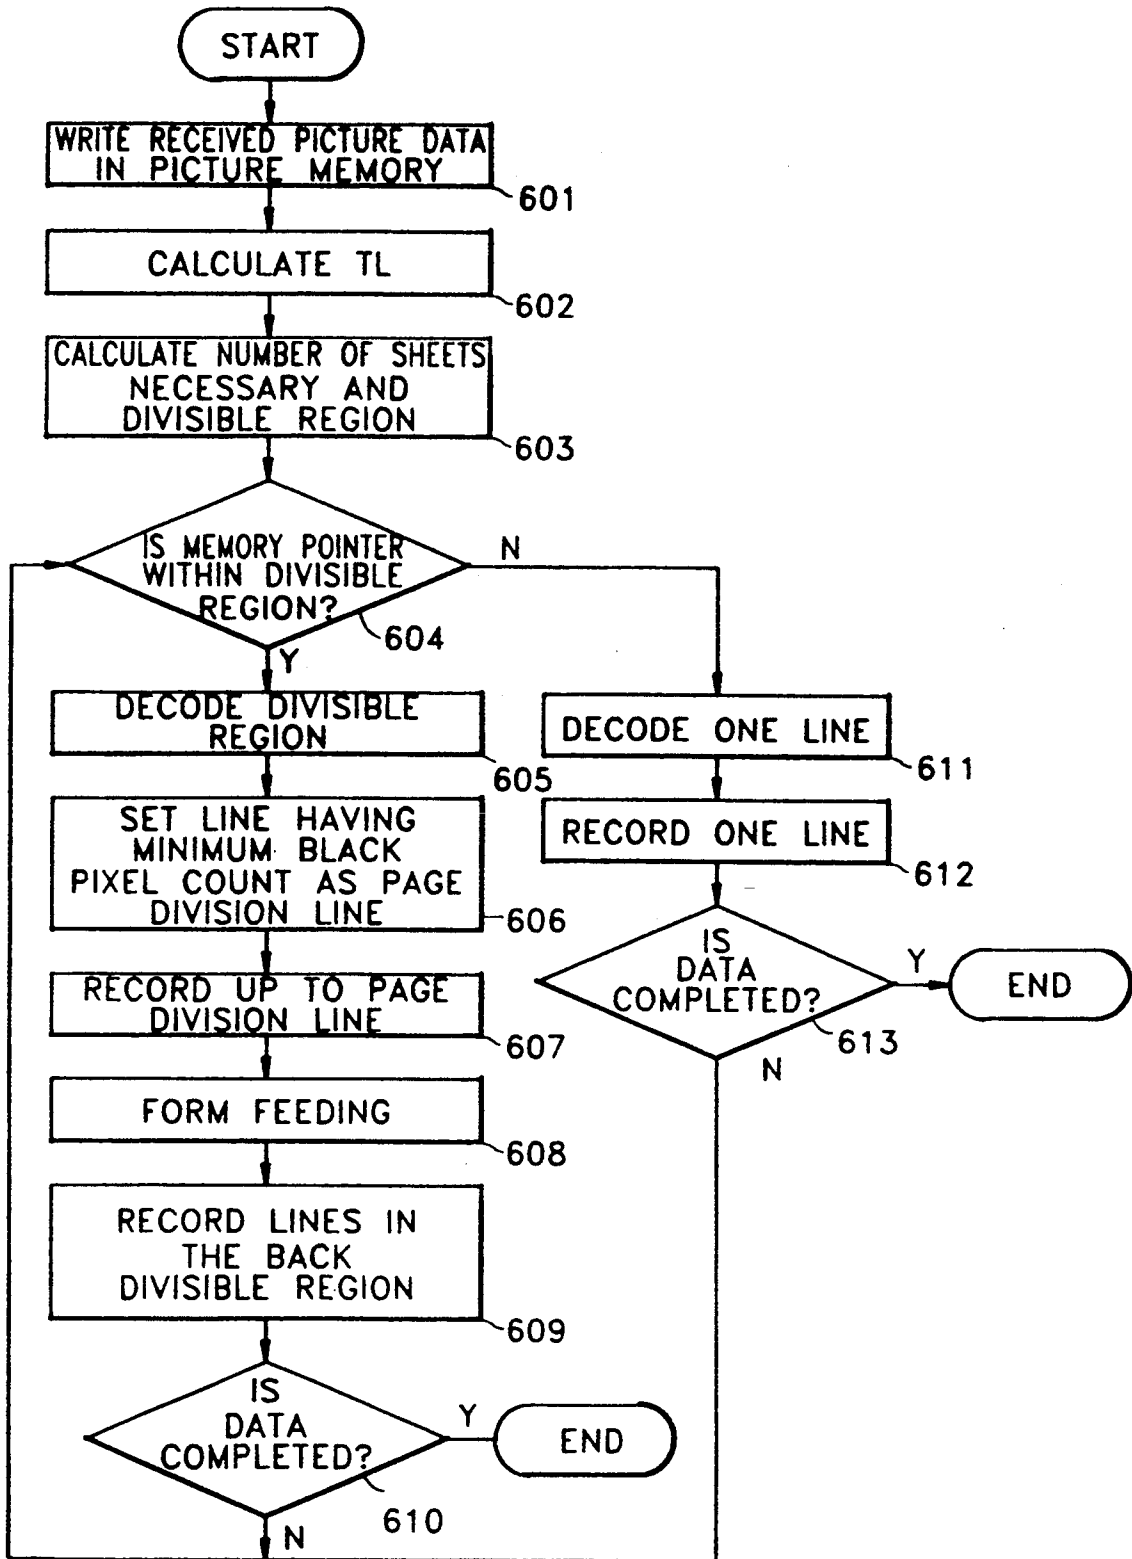 START
WRITE RECEIVED PICTURE DATA
IN PICTURE MEMORY
601
CALCULATE TL
602
CALCULATE NUMBER OF SHEETS
NECESSARY AND
DIVISIBLE REGION
603
IS MEMORY POINTER
WITHIN DIVISIBLE
REGION?
604
N
Y
DECODE DIVISIBLE
REGION
605
SET LINE HAVING
MINIMUM BLACK
PIXEL COUNT AS PAGE
DIVISION LINE
606
RECORD UP TO PAGE
DIVISION LINE
607
FORM FEEDING
608
RECORD LINES IN
THE BACK
DIVISIBLE REGION
609
IS
DATA
COMPLETED?
610
Y
END
N
DECODE ONE LINE
611
RECORD ONE LINE
612
IS
DATA
COMPLETED?
613
Y
END
N